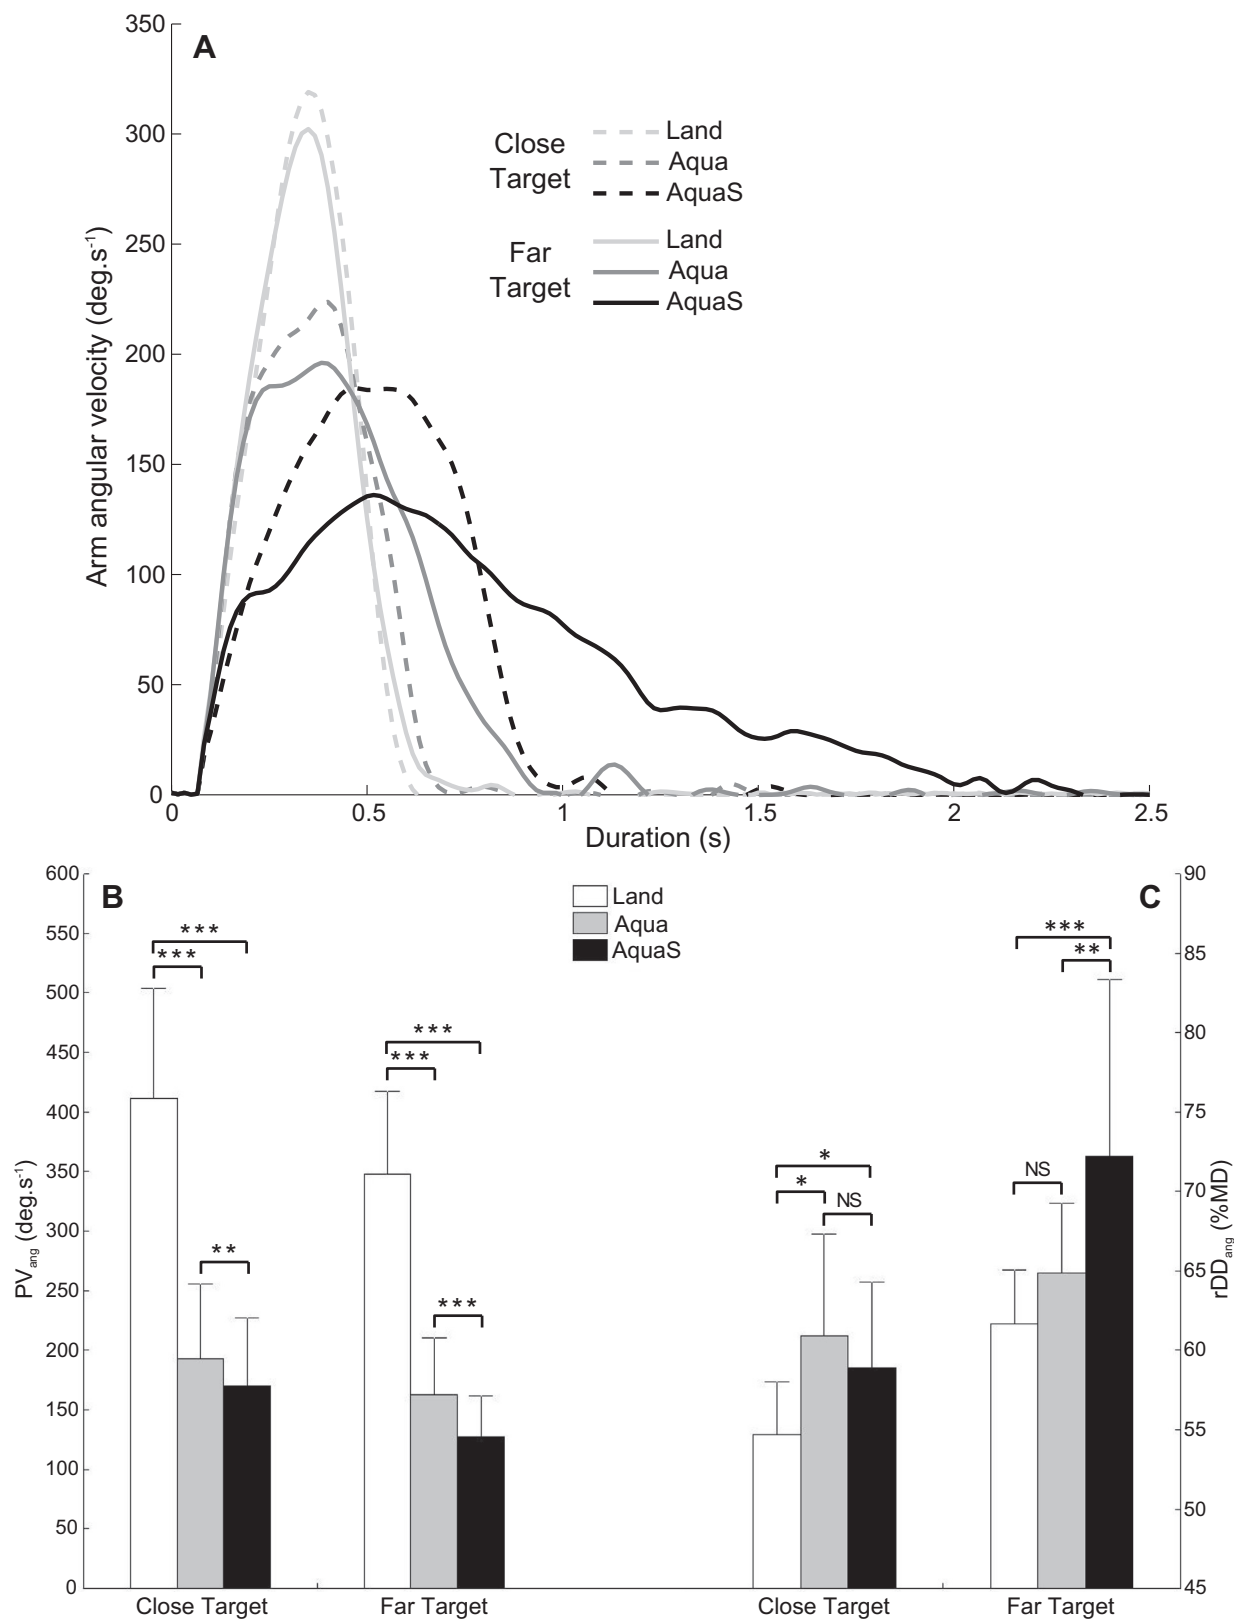 350
A
300
250
200
150
100
50
0
Arm angular velocity (deg.s⁻¹)
Close
Target
Land
Aqua
AquaS
Far
Target
Land
Aqua
AquaS
0 0.5 1 1.5 2 2.5
Duration (s)
600
550
500
450
400
350
300
250
200
150
100
50
0
PVang (deg.s⁻¹)
B
***
***
**
***
***
***
Close Target Far Target
Land
Aqua
AquaS
C
*
*
NS
***
**
NS
Close Target Far Target
90
85
80
75
70
65
60
55
50
45
rDDang (%MD)